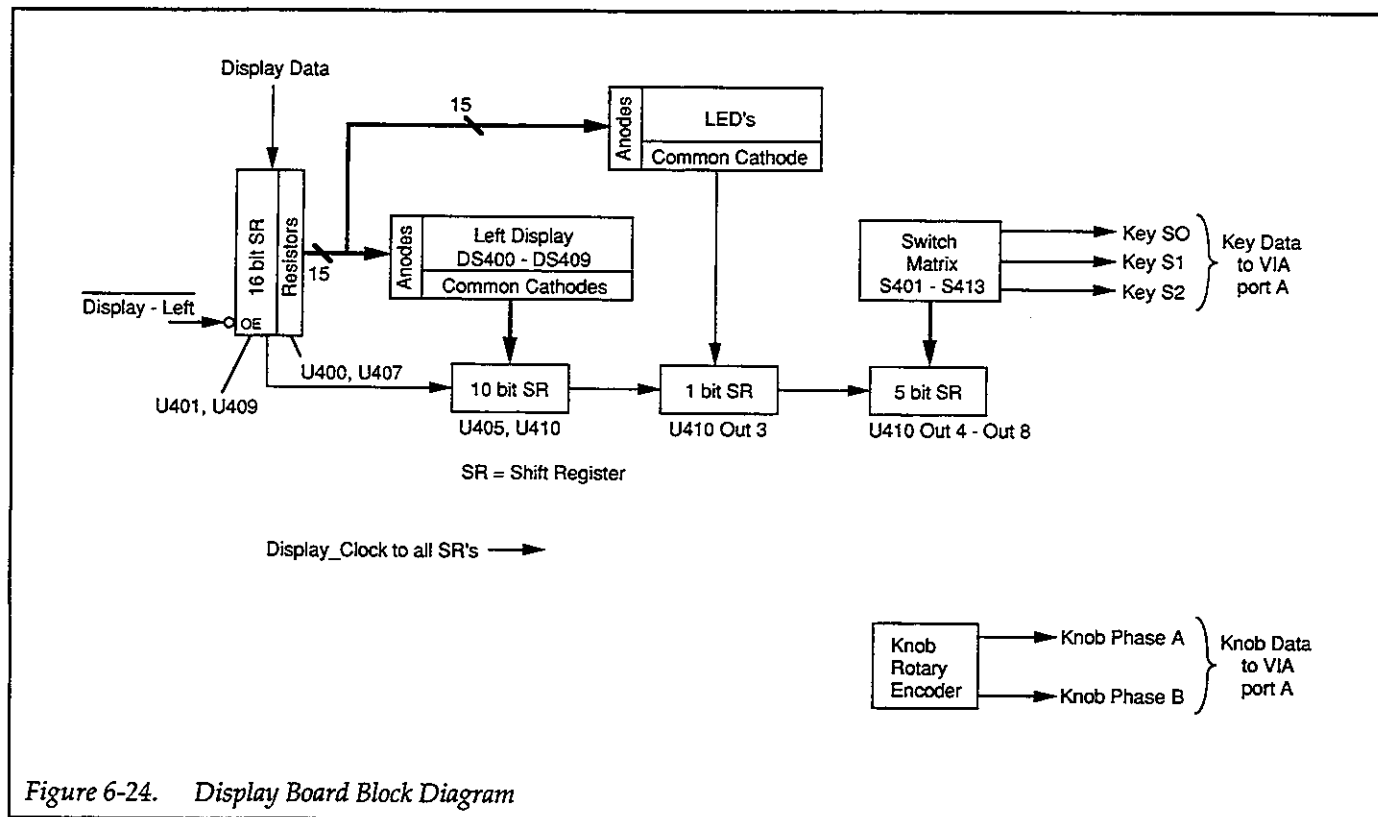 Display Data
15
Anodes
LED's
Common Cathode
16 bit SR
Resistors
15
Anodes
Left Display
DS400 - DS409
Common Cathodes
Switch
Matrix
S401 - S413
Key SO
Key S1
Key S2
Key Data
to VIA
port A
Display - Left
OE
U401, U409
U400, U407
10 bit SR
U405, U410
1 bit SR
U410 Out 3
5 bit SR
U410 Out 4 - Out 8
SR = Shift Register
Display_Clock to all SR's
Knob
Rotary
Encoder
Knob Phase A
Knob Phase B
Knob Data
to VIA
port A
Figure 6-24. Display Board Block Diagram